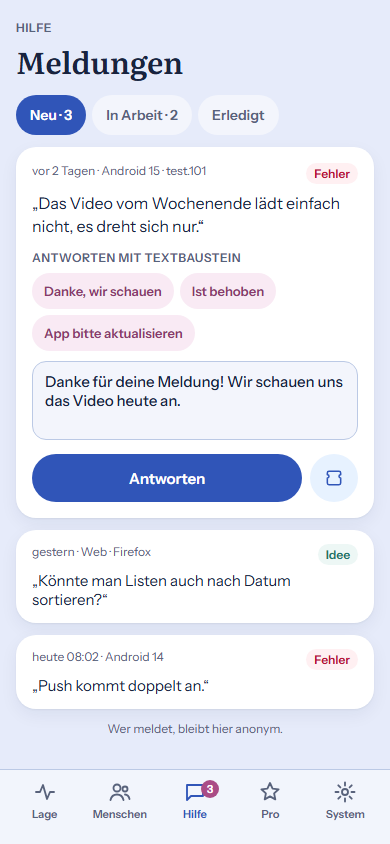 HILFE
Meldungen
Neu · 3
In Arbeit · 2
Erledigt
vor 2 Tagen · Android 15 · test.101
Fehler
„Das Video vom Wochenende lädt einfach
nicht, es dreht sich nur.“
ANTWORTEN MIT TEXTBAUSTEIN
Danke, wir schauen
Ist behoben
App bitte aktualisieren
Danke für deine Meldung! Wir schauen uns
das Video heute an.
Antworten
gestern · Web · Firefox
Idee
„Könnte man Listen auch nach Datum
sortieren?“
heute 08:02 · Android 14
Fehler
„Push kommt doppelt an.“
Wer meldet, bleibt hier anonym.
3
Lage
Menschen
Hilfe
Pro
System